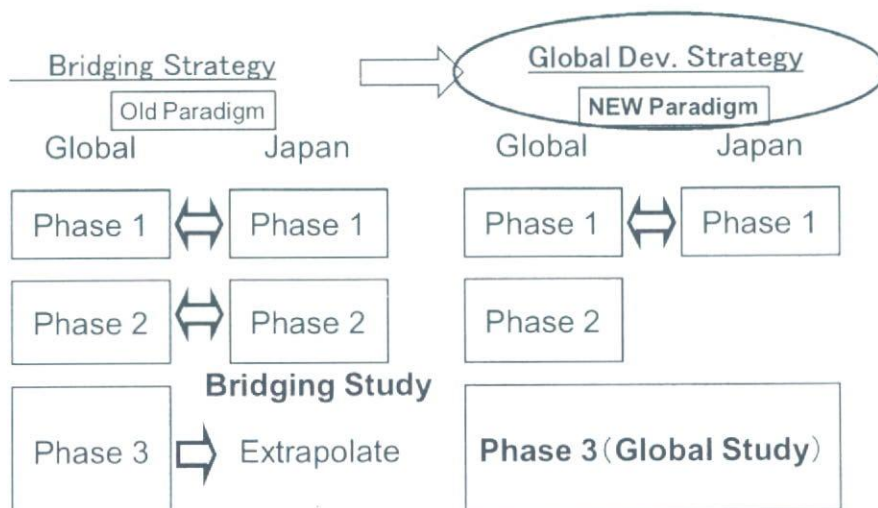 Bridging Strategy
Old Paradigm
Global Japan
Phase 1 Phase 1
Phase 2 Phase 2
Bridging Study
Phase 3 Extrapolate
Global Dev. Strategy
NEW Paradigm
Global Japan
Phase 1 Phase 1
Phase 2
Phase 3(Global Study)